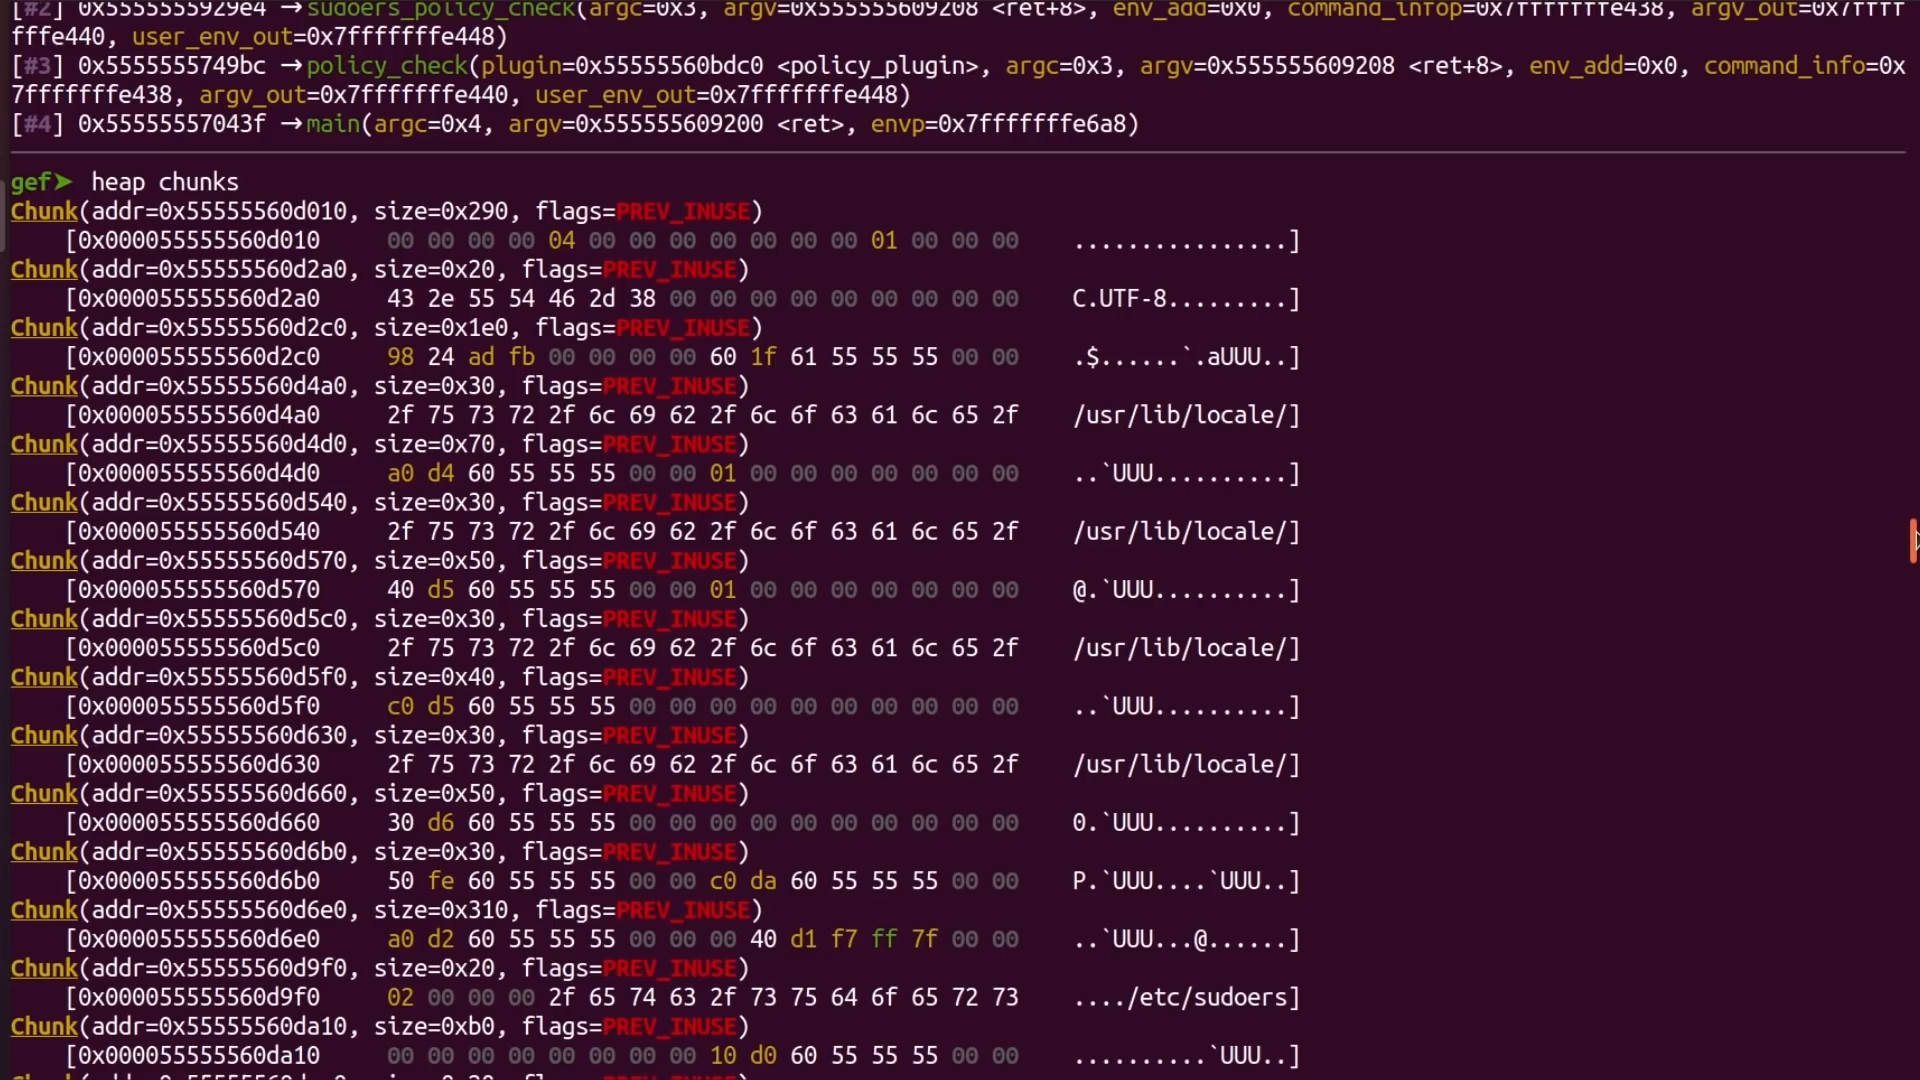 [#2] 0x5555555929e4 → sudoers_policy_check(argc=0x3, argv=0x555555609208 <ret+8>, env_add=0x0, command_infop=0x7fffffffe438, argv_out=0x7ffff
fffe440, user_env_out=0x7fffffffe448)
[#3] 0x5555555749bc → policy_check(plugin=0x55555560bdc0 <policy_plugin>, argc=0x3, argv=0x555555609208 <ret+8>, env_add=0x0, command_info=0x
7fffffffe438, argv_out=0x7fffffffe440, user_env_out=0x7fffffffe448)
[#4] 0x55555557043f → main(argc=0x4, argv=0x555555609200 <ret>, envp=0x7fffffffe6a8)
gef➤ heap chunks
Chunk(addr=0x55555560d010, size=0x290, flags=PREV_INUSE)
[0x000055555560d010 00 00 00 00 04 00 00 00 00 00 00 00 01 00 00 00 ................]
Chunk(addr=0x55555560d2a0, size=0x20, flags=PREV_INUSE)
[0x000055555560d2a0 43 2e 55 54 46 2d 38 00 00 00 00 00 00 00 00 00 C.UTF-8.........]
Chunk(addr=0x55555560d2c0, size=0x1e0, flags=PREV_INUSE)
[0x000055555560d2c0 98 24 ad fb 00 00 00 00 60 1f 61 55 55 55 00 00 .$......`.aUUU..]
Chunk(addr=0x55555560d4a0, size=0x30, flags=PREV_INUSE)
[0x000055555560d4a0 2f 75 73 72 2f 6c 69 62 2f 6c 6f 63 61 6c 65 2f /usr/lib/locale/]
Chunk(addr=0x55555560d4d0, size=0x70, flags=PREV_INUSE)
[0x000055555560d4d0 a0 d4 60 55 55 55 00 00 01 00 00 00 00 00 00 00 ..`UUU..........]
Chunk(addr=0x55555560d540, size=0x30, flags=PREV_INUSE)
[0x000055555560d540 2f 75 73 72 2f 6c 69 62 2f 6c 6f 63 61 6c 65 2f /usr/lib/locale/]
Chunk(addr=0x55555560d570, size=0x50, flags=PREV_INUSE)
[0x000055555560d570 40 d5 60 55 55 55 00 00 01 00 00 00 00 00 00 00 @.`UUU..........]
Chunk(addr=0x55555560d5c0, size=0x30, flags=PREV_INUSE)
[0x000055555560d5c0 2f 75 73 72 2f 6c 69 62 2f 6c 6f 63 61 6c 65 2f /usr/lib/locale/]
Chunk(addr=0x55555560d5f0, size=0x40, flags=PREV_INUSE)
[0x000055555560d5f0 c0 d5 60 55 55 55 00 00 00 00 00 00 00 00 00 00 ..`UUU..........]
Chunk(addr=0x55555560d630, size=0x30, flags=PREV_INUSE)
[0x000055555560d630 2f 75 73 72 2f 6c 69 62 2f 6c 6f 63 61 6c 65 2f /usr/lib/locale/]
Chunk(addr=0x55555560d660, size=0x50, flags=PREV_INUSE)
[0x000055555560d660 30 d6 60 55 55 55 00 00 00 00 00 00 00 00 00 00 0.`UUU..........]
Chunk(addr=0x55555560d6b0, size=0x30, flags=PREV_INUSE)
[0x000055555560d6b0 50 fe 60 55 55 55 00 00 c0 da 60 55 55 55 00 00 P.`UUU....`UUU..]
Chunk(addr=0x55555560d6e0, size=0x310, flags=PREV_INUSE)
[0x000055555560d6e0 a0 d2 60 55 55 55 00 00 00 40 d1 f7 ff 7f 00 00 ..`UUU...@......]
Chunk(addr=0x55555560d9f0, size=0x20, flags=PREV_INUSE)
[0x000055555560d9f0 02 00 00 00 2f 65 74 63 2f 73 75 64 6f 65 72 73 ..../etc/sudoers]
Chunk(addr=0x55555560da10, size=0xb0, flags=PREV_INUSE)
[0x000055555560da10 00 00 00 00 00 00 00 00 10 d0 60 55 55 55 00 00 ..........`UUU..]